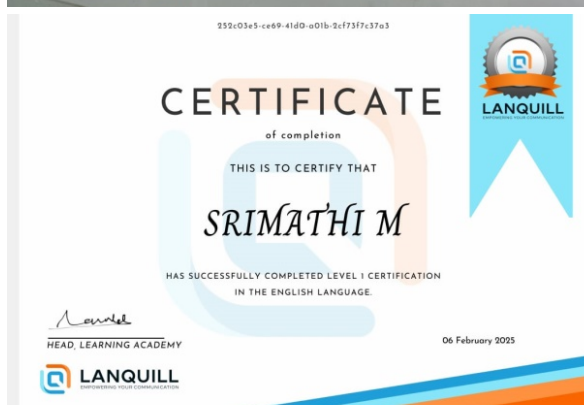 252c03e5-ce69-41d0-a01b-2cf73f7c37a3
CERTIFICATE
of completion
THIS IS TO CERTIFY THAT
SRIMATHI M
HAS SUCCESSFULLY COMPLETED LEVEL 1 CERTIFICATION
IN THE ENGLISH LANGUAGE.
LANQUILL
EMPOWERING YOUR COMMUNICATION
HEAD, LEARNING ACADEMY
06 February 2025
LANQUILL
EMPOWERING YOUR COMMUNICATION